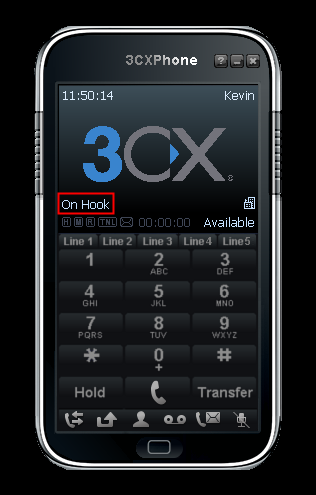 3CXPhone
11:50:14 Kevin
3CX
On Hook
H M R TNL 00:00:00 Available
Line 1 Line 2 Line 3 Line 4 Line 5
1 2 3
ABC DEF
4 5 6
GHI JKL MNO
7 8 9
PQRS TUV WXYZ
* 0 #
+
Hold Transfer